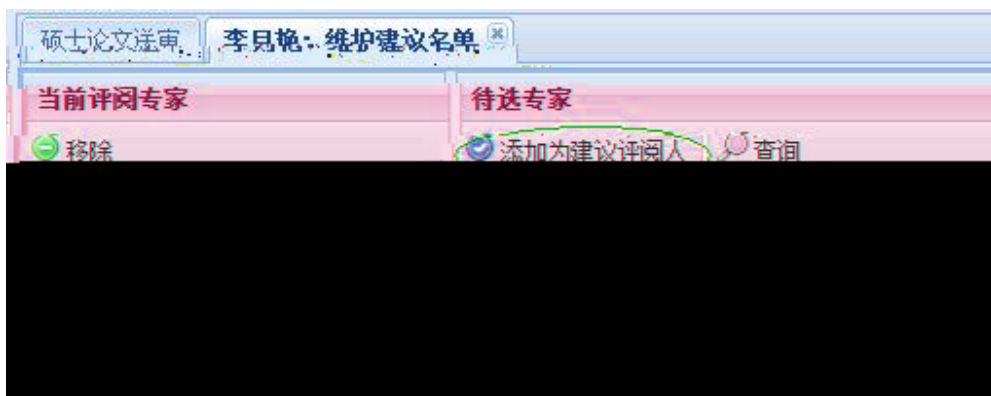 硕士论文送审
李月艳：维护建议名单
当前评阅专家
待选专家
移除
添加为建议评阅人
查询